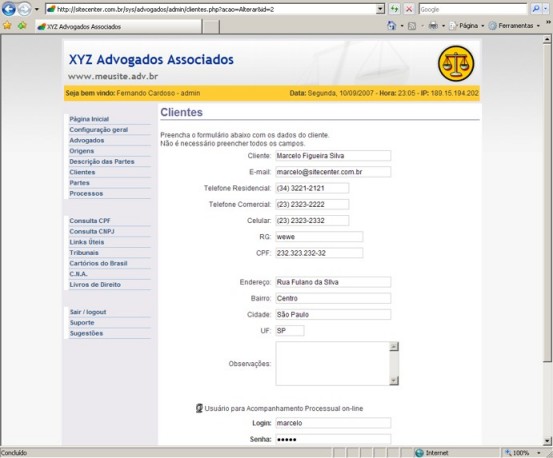 http://sitecenter.com.br/sys/advogados/admin/clientes.php?acao=Alterar&id=2
Google
XYZ Advogados Associados
Página
Ferramentas
XYZ Advogados Associados
www.meusite.adv.br
Seja bem vindo: Fernando Cardoso - admin
Data: Segunda, 10/09/2007 - Hora: 23:05 - IP: 189.15.194.202
Página Inicial
Configuração geral
Advogados
Origens
Descrição das Partes
Clientes
Partes
Processos
Consulta CPF
Consulta CNPJ
Links Úteis
Tribunais
Cartórios do Brasil
C.N.A.
Livros de Direito
Sair / logout
Suporte
Sugestões
Clientes
Preencha o formulário abaixo com os dados do cliente.
Não é necessário preencher todos os campos.
Cliente: Marcelo Figueira Silva
E-mail: marcelo@sitecenter.com.br
Telefone Residencial: (34) 3221-2121
Telefone Comercial: (23) 2323-2222
Celular: (23) 2323-2332
RG: wewe
CPF: 232.323.232-32
Endereço: Rua Fulano da Silva
Bairro: Centro
Cidade: São Paulo
UF: SP
Observações:
Usuário para Acompanhamento Processual on-line
Login: marcelo
Senha: •••••
Concluído
Internet
100%